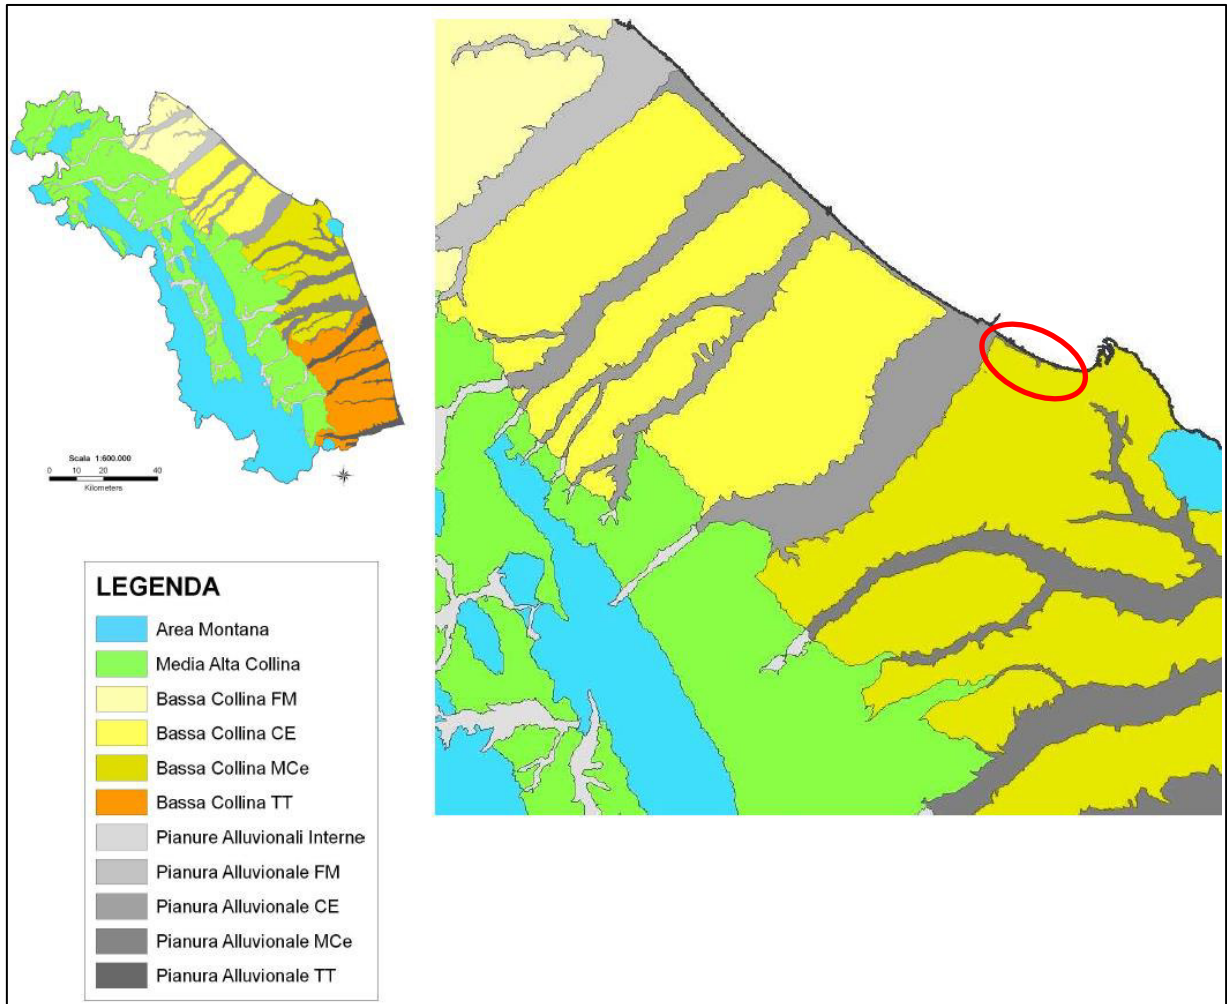 Scala 1:600.000
0 10 20 40
Kilometers
LEGENDA
Area Montana
Media Alta Collina
Bassa Collina FM
Bassa Collina CE
Bassa Collina MCe
Bassa Collina TT
Pianure Alluvionali Interne
Pianura Alluvionale FM
Pianura Alluvionale CE
Pianura Alluvionale MCe
Pianura Alluvionale TT